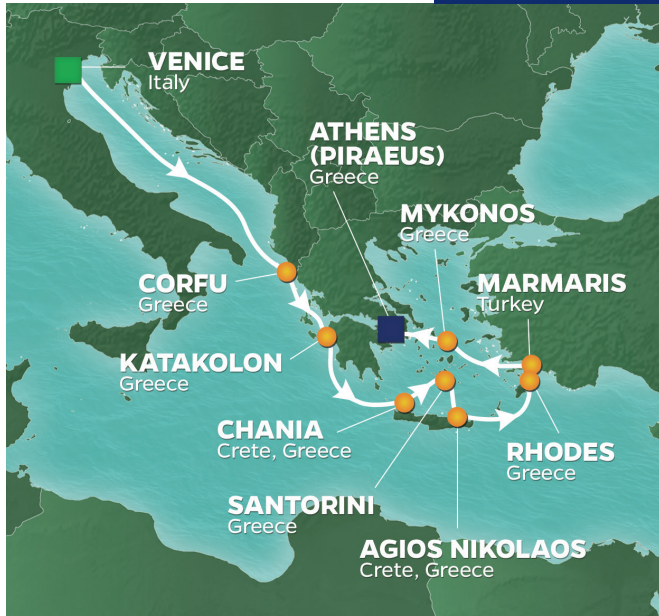 VENICE
Italy
ATHENS
(PIRAEUS)
Greece
MYKONOS
Greece
CORFU
Greece
MARMARIS
Turkey
KATAKOLON
Greece
CHANIA
Crete, Greece
RHODES
Greece
SANTORINI
Greece
AGIOS NIKOLAOS
Crete, Greece